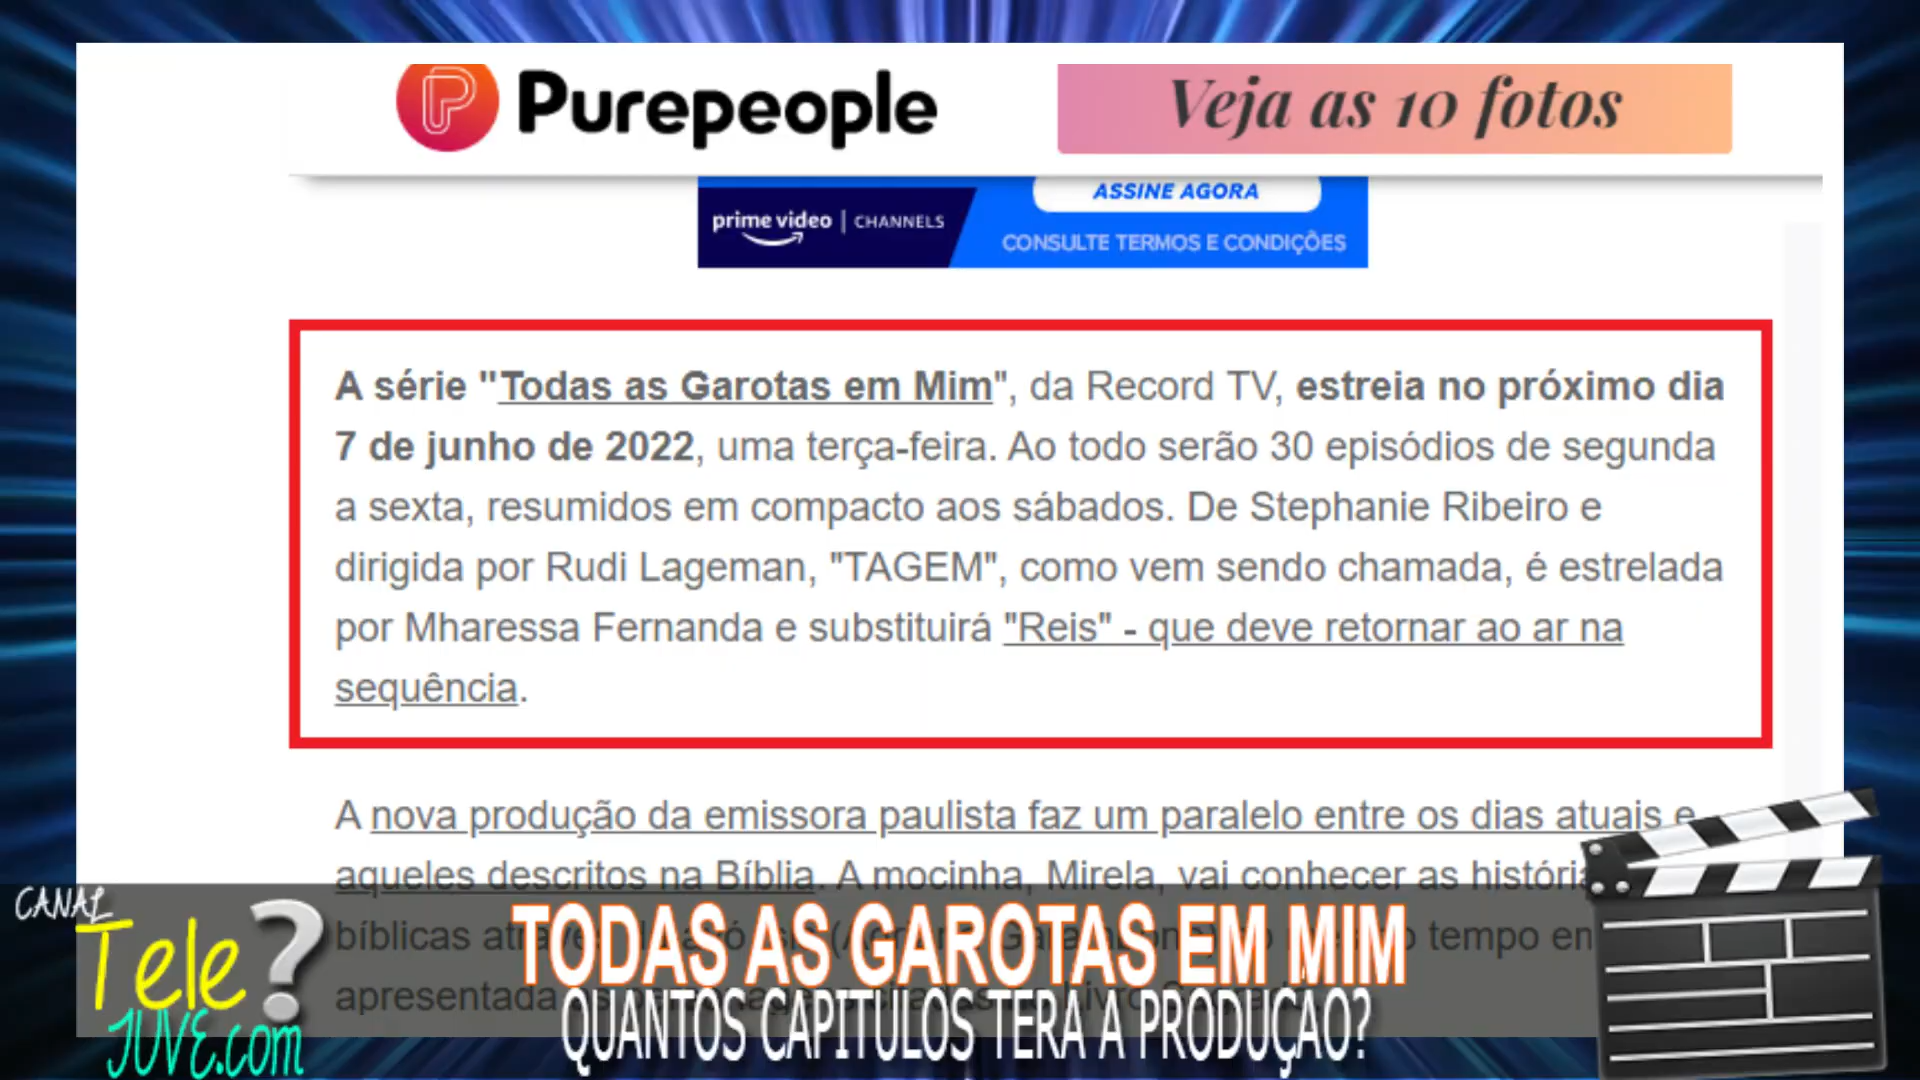 Purepeople
Veja as 10 fotos
ASSINE AGORA
prime video | CHANNELS
CONSULTE TERMOS E CONDIÇÕES
A série "Todas as Garotas em Mim", da Record TV, estreia no próximo dia
7 de junho de 2022, uma terça-feira. Ao todo serão 30 episódios de segunda
a sexta, resumidos em compacto aos sábados. De Stephanie Ribeiro e
dirigida por Rudi Lageman, "TAGEM", como vem sendo chamada, é estrelada
por Mharessa Fernanda e substituirá "Reis" - que deve retornar ao ar na
sequência.
A nova produção da emissora paulista faz um paralelo entre os dias atuais e
aqueles descritos na Bíblia. A mocinha, Mirela, vai conhecer as
bíblicas tempo
apresentada
CANAL
Tele?
JUVE.com
TODAS AS GAROTAS EM MIM
QUANTOS CAPITULOS TERÁ A PRODUÇÃO?